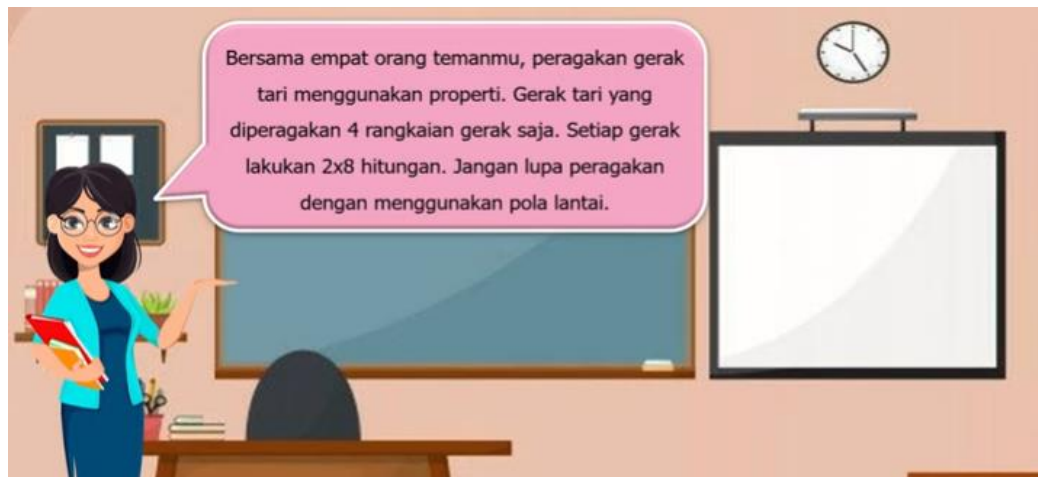 Bersama empat orang temanmu, peragakan gerak
tari menggunakan properti. Gerak tari yang
diperagakan 4 rangkaian gerak saja. Setiap gerak
lakukan 2x8 hitungan. Jangan lupa peragakan
dengan menggunakan pola lantai.